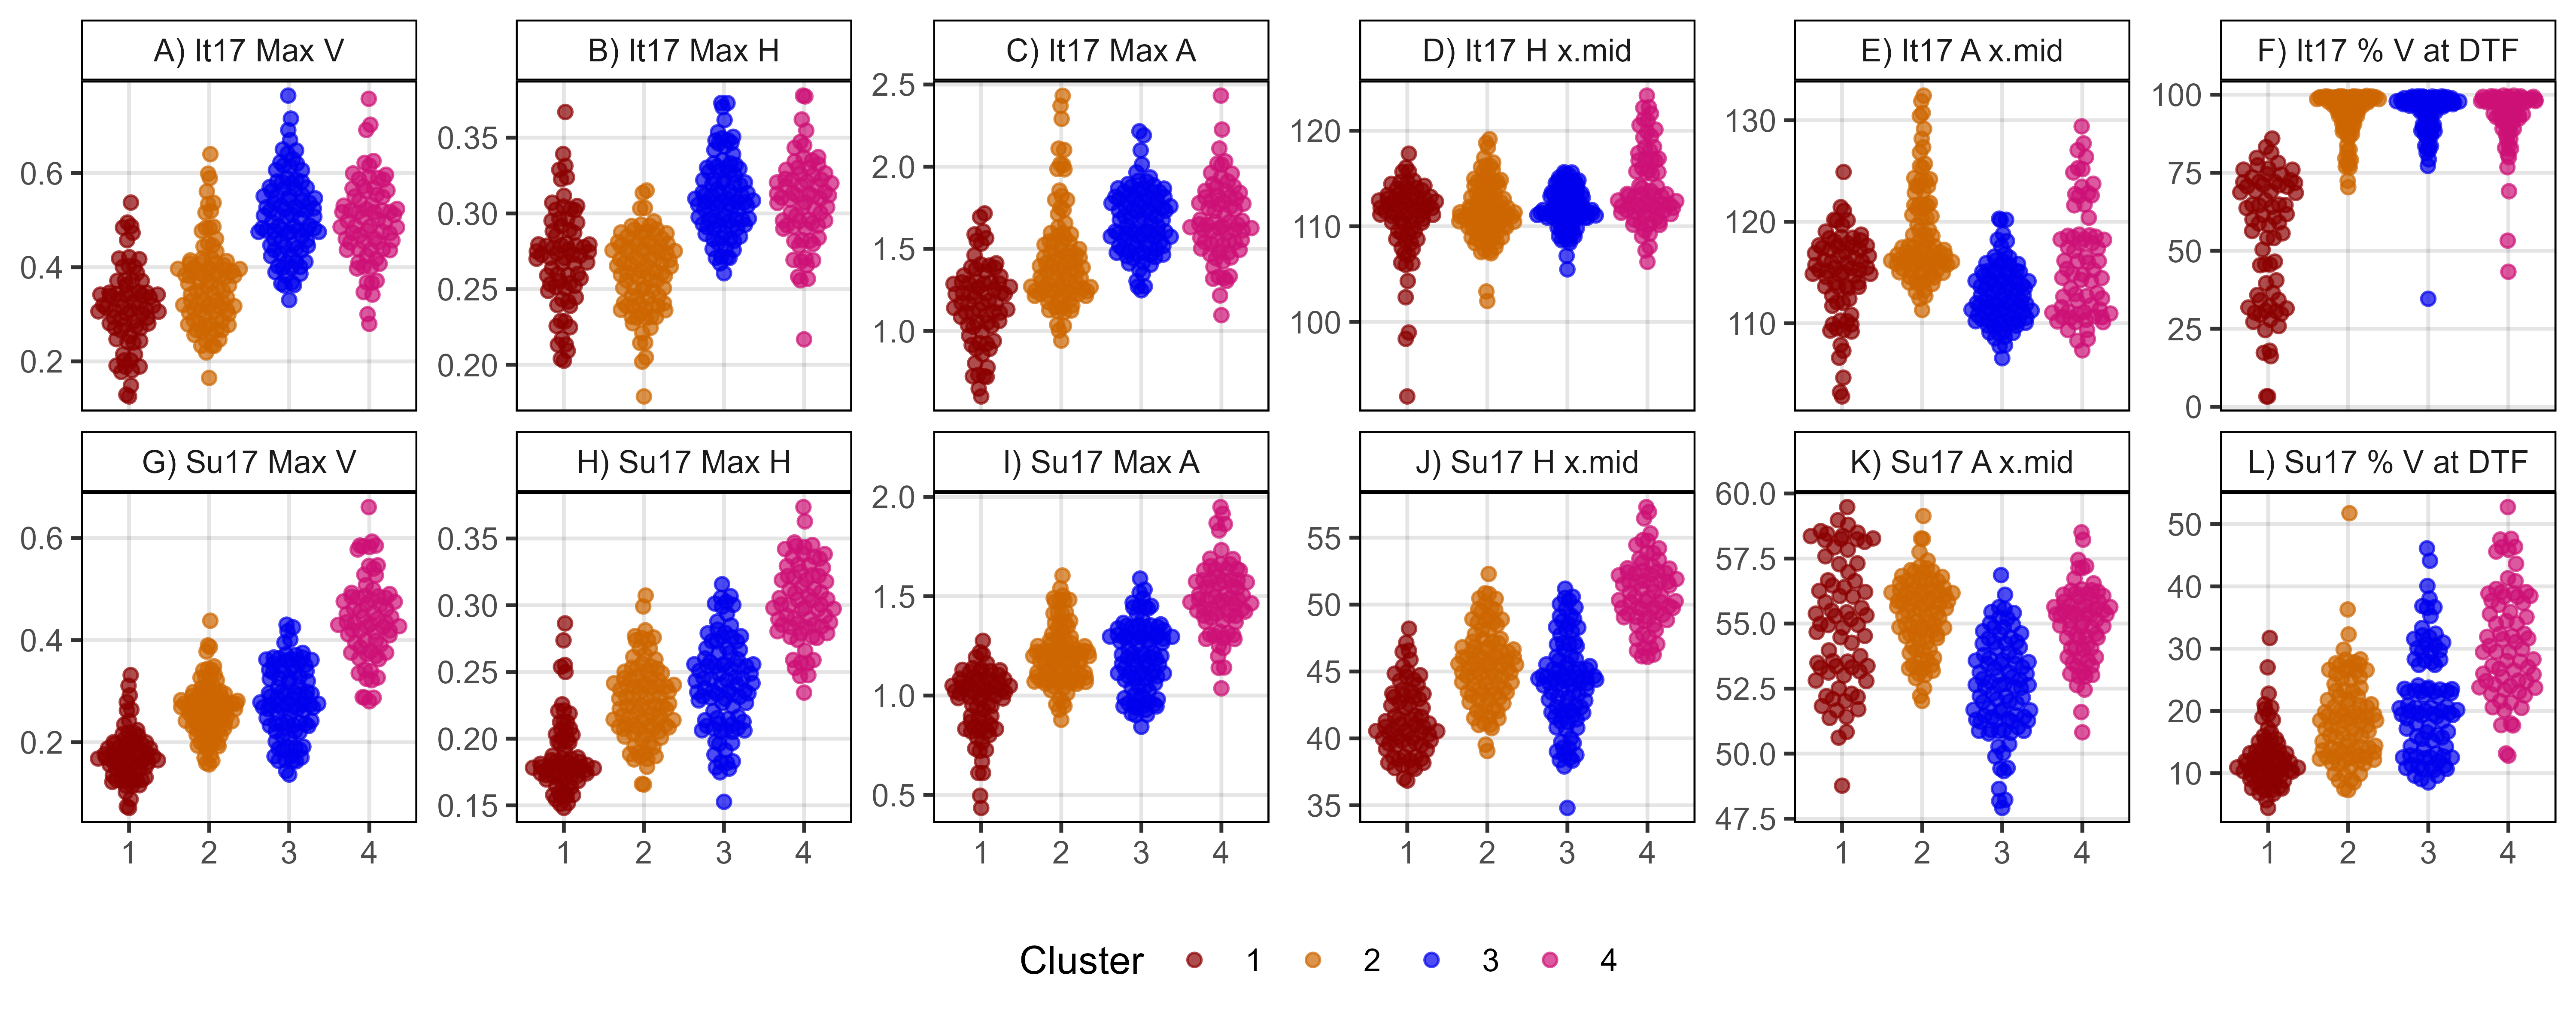 A) It17 Max V
B) It17 Max H
C) It17 Max A
D) It17 H x.mid
E) It17 A x.mid
F) It17 % V at DTF
0.6
0.4
0.2
0.35
0.30
0.25
0.20
2.5
2.0
1.5
1.0
120
110
100
130
120
110
100
75
50
25
0
G) Su17 Max V
H) Su17 Max H
I) Su17 Max A
J) Su17 H x.mid
K) Su17 A x.mid
L) Su17 % V at DTF
0.6
0.4
0.2
0.35
0.30
0.25
0.20
0.15
2.0
1.5
1.0
0.5
55
50
45
40
35
60.0
57.5
55.0
52.5
50.0
47.5
50
40
30
20
10
1 2 3 4
1 2 3 4
1 2 3 4
1 2 3 4
1 2 3 4
1 2 3 4
Cluster 1 2 3 4